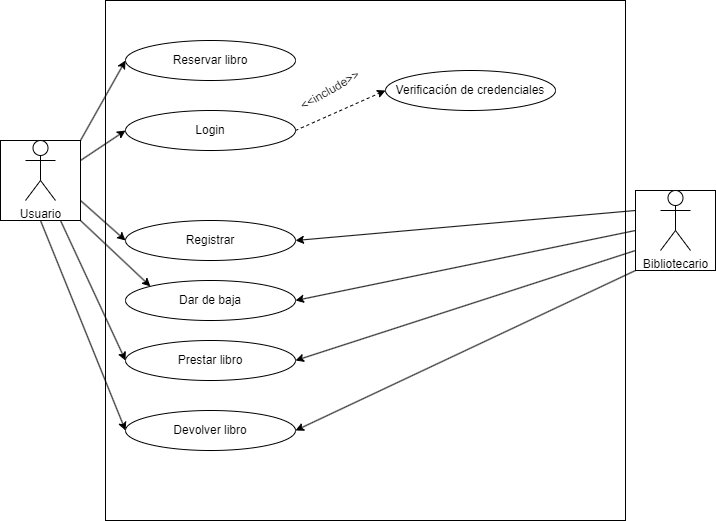 Reservar libro
<<include>>
Verificación de credenciales
Login
Usuario
Registrar
Bibliotecario
Dar de baja
Prestar libro
Devolver libro